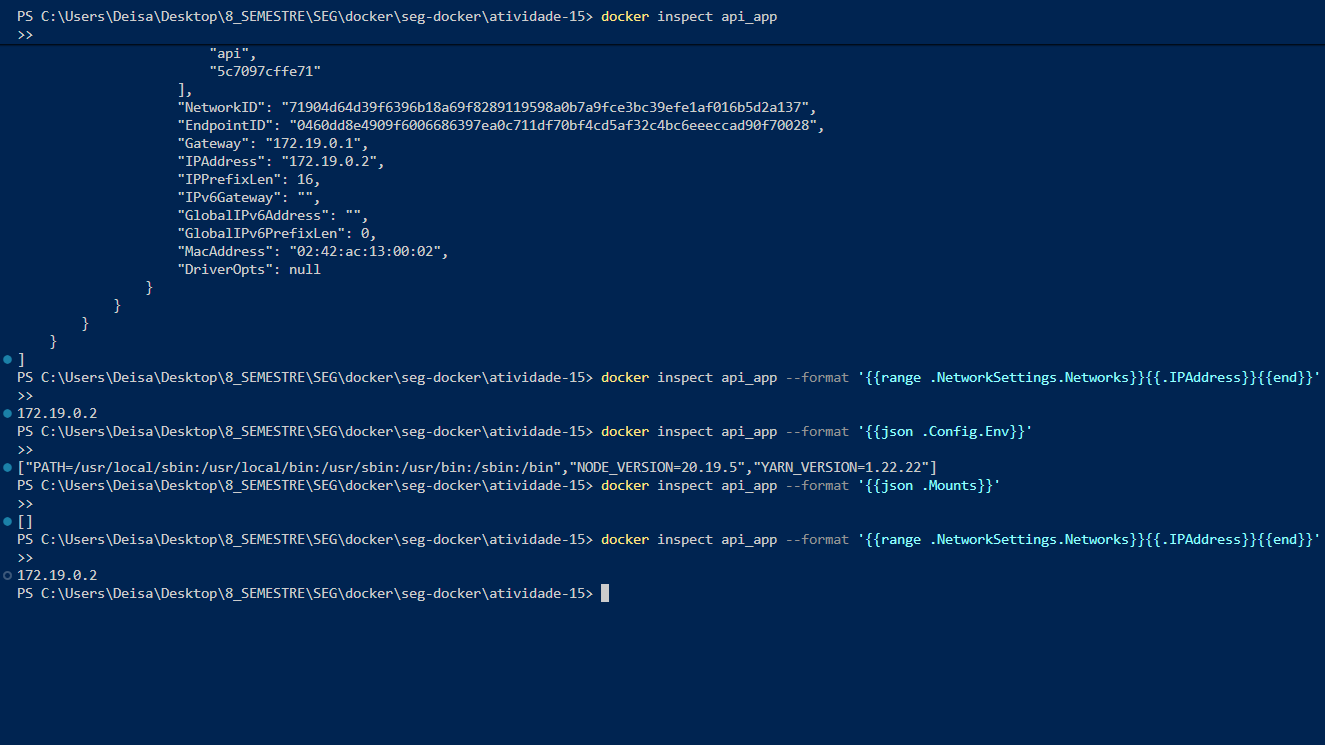 PS C:\Users\Deisa\Desktop\8_SEMESTRE\SEG\docker\seg-docker\atividade-15> docker inspect api_app
>>
"api",
"5c7097cffe71"
],
"NetworkID": "71904d64d39f6396b18a69f8289119598a0b7a9fce3bc39efe1af016b5d2a137",
"EndpointID": "0460dd8e4909f6006686397ea0c711df70bf4cd5af32c4bc6eeeccad90f70028",
"Gateway": "172.19.0.1",
"IPAddress": "172.19.0.2",
"IPPrefixLen": 16,
"IPv6Gateway": "",
"GlobalIPv6Address": "",
"GlobalIPv6PrefixLen": 0,
"MacAddress": "02:42:ac:13:00:02",
"DriverOpts": null
}
}
}
}
]
PS C:\Users\Deisa\Desktop\8_SEMESTRE\SEG\docker\seg-docker\atividade-15> docker inspect api_app --format '{{range .NetworkSettings.Networks}}{{.IPAddress}}{{end}}'
>>
172.19.0.2
PS C:\Users\Deisa\Desktop\8_SEMESTRE\SEG\docker\seg-docker\atividade-15> docker inspect api_app --format '{{json .Config.Env}}'
>>
["PATH=/usr/local/sbin:/usr/local/bin:/usr/sbin:/usr/bin:/sbin:/bin","NODE_VERSION=20.19.5","YARN_VERSION=1.22.22"]
PS C:\Users\Deisa\Desktop\8_SEMESTRE\SEG\docker\seg-docker\atividade-15> docker inspect api_app --format '{{json .Mounts}}'
>>
[]
PS C:\Users\Deisa\Desktop\8_SEMESTRE\SEG\docker\seg-docker\atividade-15> docker inspect api_app --format '{{range .NetworkSettings.Networks}}{{.IPAddress}}{{end}}'
>>
172.19.0.2
PS C:\Users\Deisa\Desktop\8_SEMESTRE\SEG\docker\seg-docker\atividade-15>